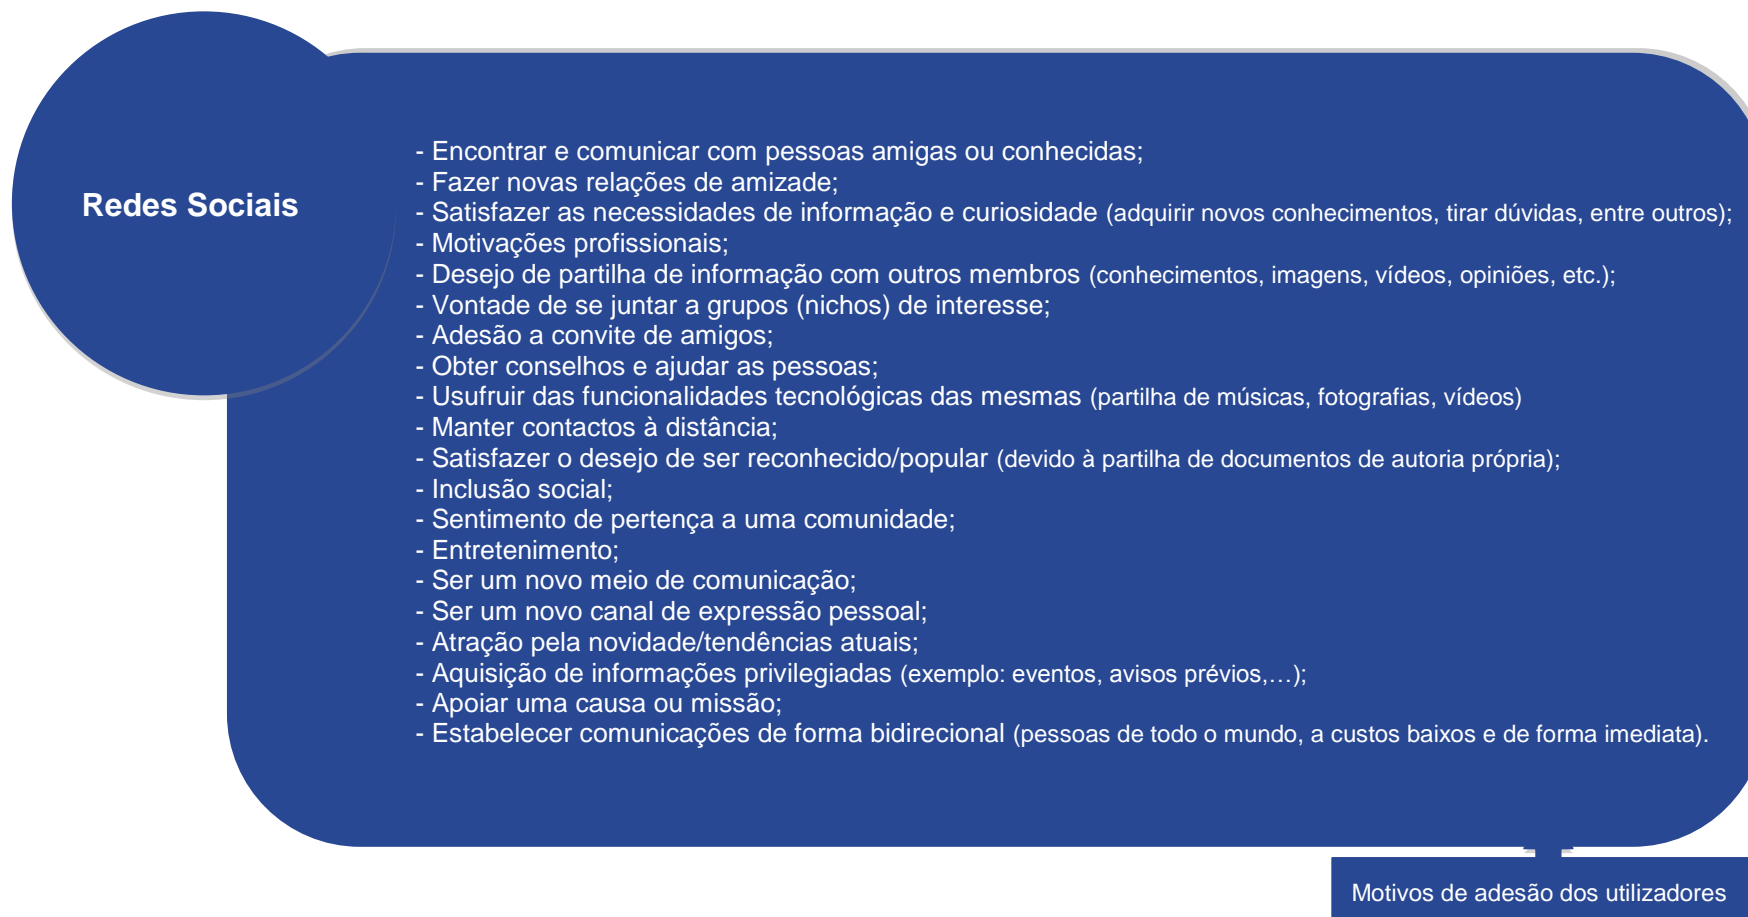 Redes Sociais
- Encontrar e comunicar com pessoas amigas ou conhecidas;
- Fazer novas relações de amizade;
- Satisfazer as necessidades de informação e curiosidade (adquirir novos conhecimentos, tirar dúvidas, entre outros);
- Motivações profissionais;
- Desejo de partilha de informação com outros membros (conhecimentos, imagens, vídeos, opiniões, etc.);
- Vontade de se juntar a grupos (nichos) de interesse;
- Adesão a convite de amigos;
- Obter conselhos e ajudar as pessoas;
- Usufruir das funcionalidades tecnológicas das mesmas (partilha de músicas, fotografias, vídeos)
- Manter contactos à distância;
- Satisfazer o desejo de ser reconhecido/popular (devido à partilha de documentos de autoria própria);
- Inclusão social;
- Sentimento de pertença a uma comunidade;
- Entretenimento;
- Ser um novo meio de comunicação;
- Ser um novo canal de expressão pessoal;
- Atração pela novidade/tendências atuais;
- Aquisição de informações privilegiadas (exemplo: eventos, avisos prévios,…);
- Apoiar uma causa ou missão;
- Estabelecer comunicações de forma bidirecional (pessoas de todo o mundo, a custos baixos e de forma imediata).
Motivos de adesão dos utilizadores